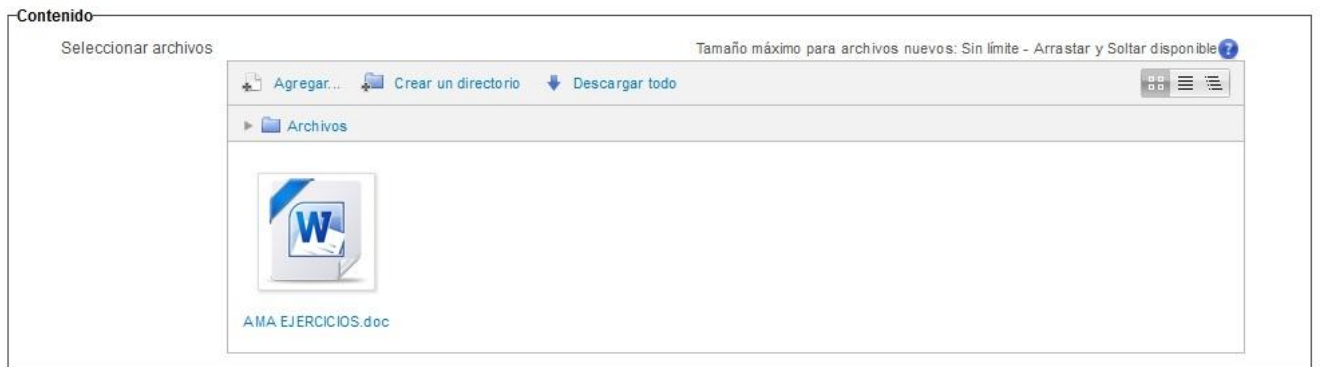 Contenido
Seleccionar archivos
Tamaño máximo para archivos nuevos: Sin límite - Arrastar y Soltar disponible ?
Agregar... Crear un directorio Descargar todo
Archivos
W
AMA EJERCICIOS.doc